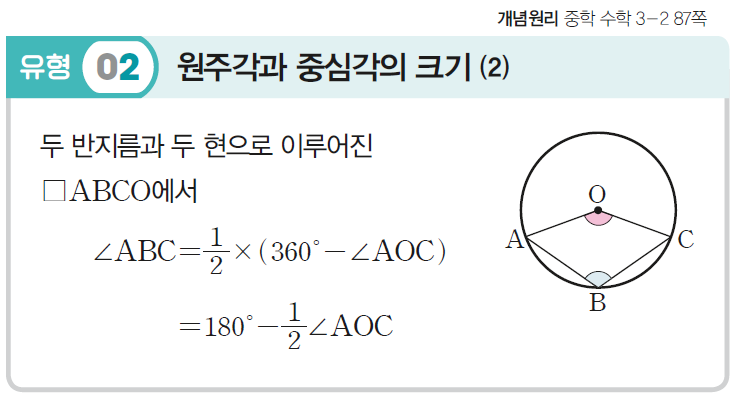 개념원리 중학 수학 3-2 87쪽
유형 02 원주각과 중심각의 크기 (2)
두 반지름과 두 현으로 이루어진
□ABCO에서
∠ABC=1/2×(360°-∠AOC)
=180°-1/2∠AOC
O
A
C
B